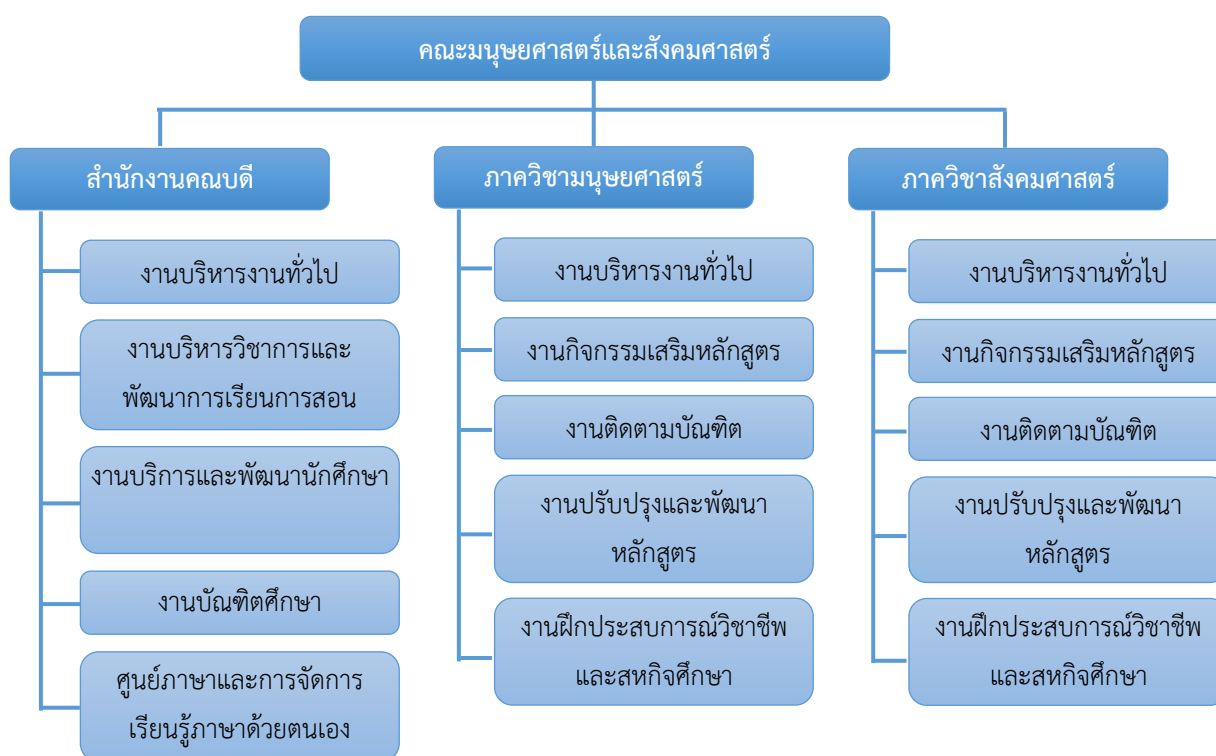 คณะมนุษยศาสตร์และสังคมศาสตร์
สำนักงานคณบดี
งานบริหารงานทั่วไป
งานบริหารวิชาการและ
พัฒนาการเรียนการสอน
งานบริการและพัฒนานักศึกษา
งานบัณฑิตศึกษา
ศูนย์ภาษาและการจัดการ
เรียนรู้ภาษาด้วยตนเอง
ภาควิชามนุษยศาสตร์
งานบริหารงานทั่วไป
งานกิจกรรมเสริมหลักสูตร
งานติดตามบัณฑิต
งานปรับปรุงและพัฒนา
หลักสูตร
งานฝึกประสบการณ์วิชาชีพ
และสหกิจศึกษา
ภาควิชาสังคมศาสตร์
งานบริหารงานทั่วไป
งานกิจกรรมเสริมหลักสูตร
งานติดตามบัณฑิต
งานปรับปรุงและพัฒนา
หลักสูตร
งานฝึกประสบการณ์วิชาชีพ
และสหกิจศึกษา